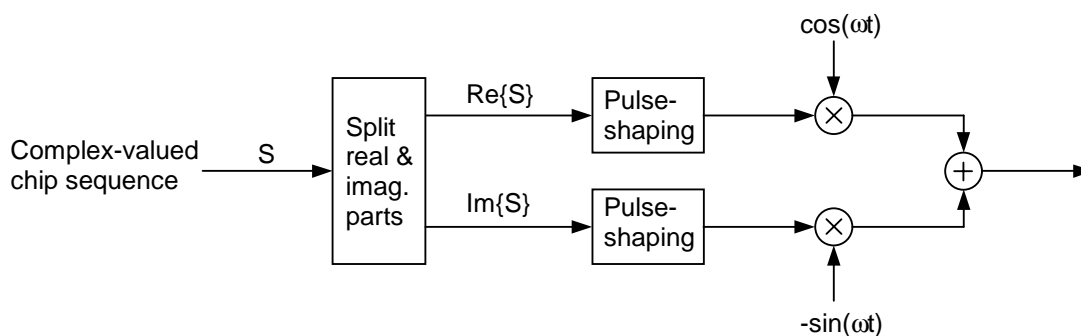 cos(ωt)
Complex-valued
chip sequence
S
Split
real &
imag.
parts
Re{S}
Pulse-
shaping
Im{S}
Pulse-
shaping
-sin(ωt)